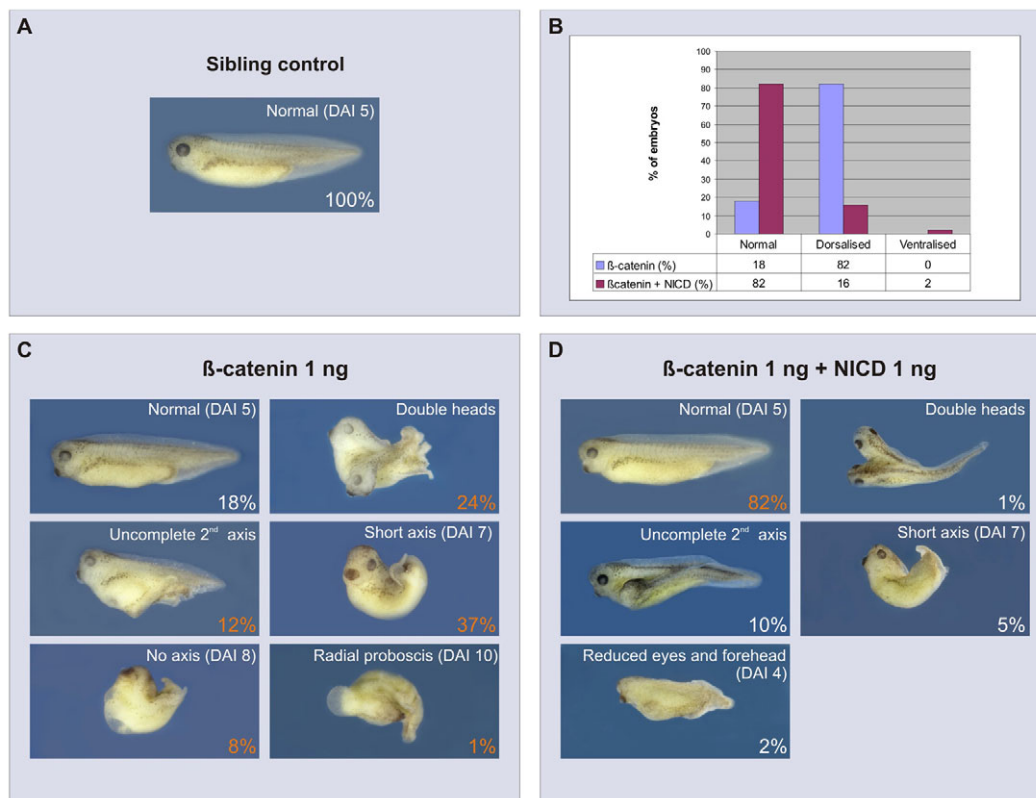 A
Sibling control
Normal (DAI 5)
100%
B
100
90
80
70
60
50
40
30
20
10
0
% of embryos
Normal Dorsalised Ventralised
ß-catenin (%) 18 82 0
ßcatenin + NICD (%) 82 16 2
C
ß-catenin 1 ng
Normal (DAI 5)
18%
Double heads
24%
Uncomplete 2nd axis
12%
Short axis (DAI 7)
37%
No axis (DAI 8)
8%
Radial proboscis (DAI 10)
1%
D
ß-catenin 1 ng + NICD 1 ng
Normal (DAI 5)
82%
Double heads
1%
Uncomplete 2nd axis
10%
Short axis (DAI 7)
5%
Reduced eyes and forehead
(DAI 4)
2%